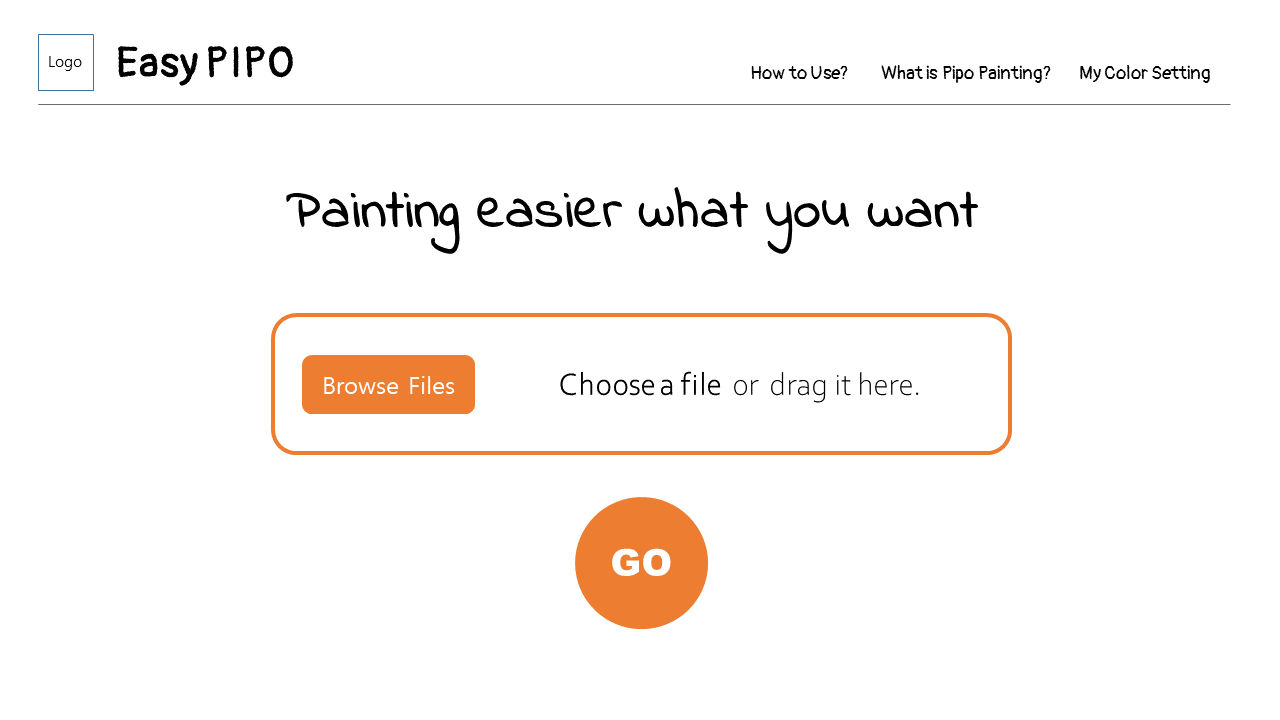 Logo
Easy PIPO
How to Use?
What is Pipo Painting?
My Color Setting
Painting easier what you want
Browse Files
Choose a file or drag it here.
GO